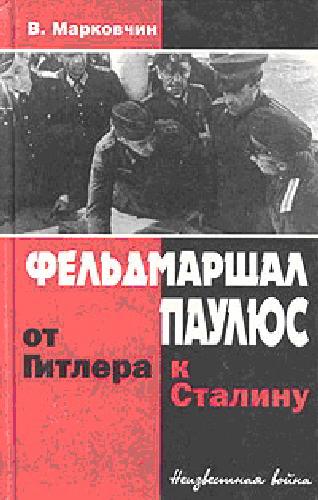 В. Марковчин
ФЕЛЬДМАРШАЛ
ПАУЛЮС
от
Гитлера к
Сталину
Неизвестная война